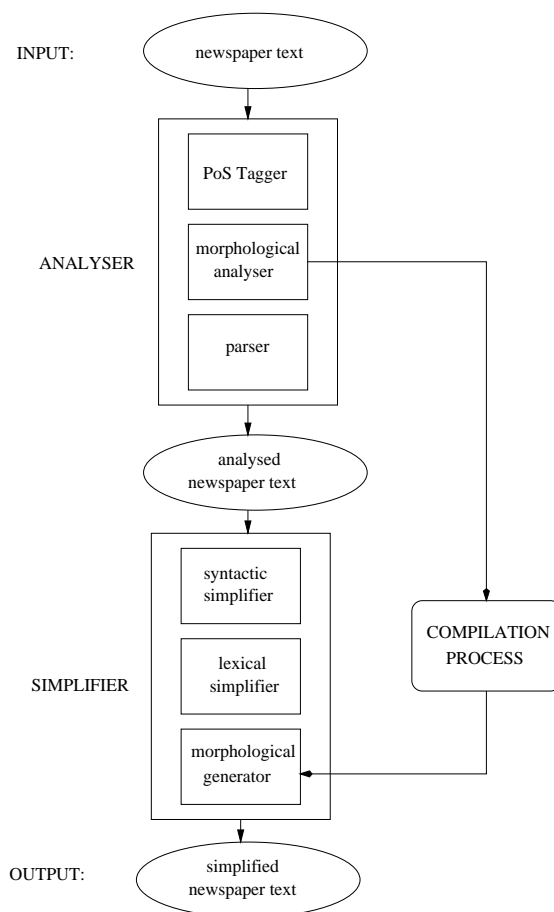 INPUT:
newspaper text
PoS Tagger
morphological
analyser
ANALYSER
parser
analysed
newspaper text
syntactic
simplifier
COMPILATION
PROCESS
lexical
simplifier
SIMPLIFIER
morphological
generator
OUTPUT:
simplified
newspaper text